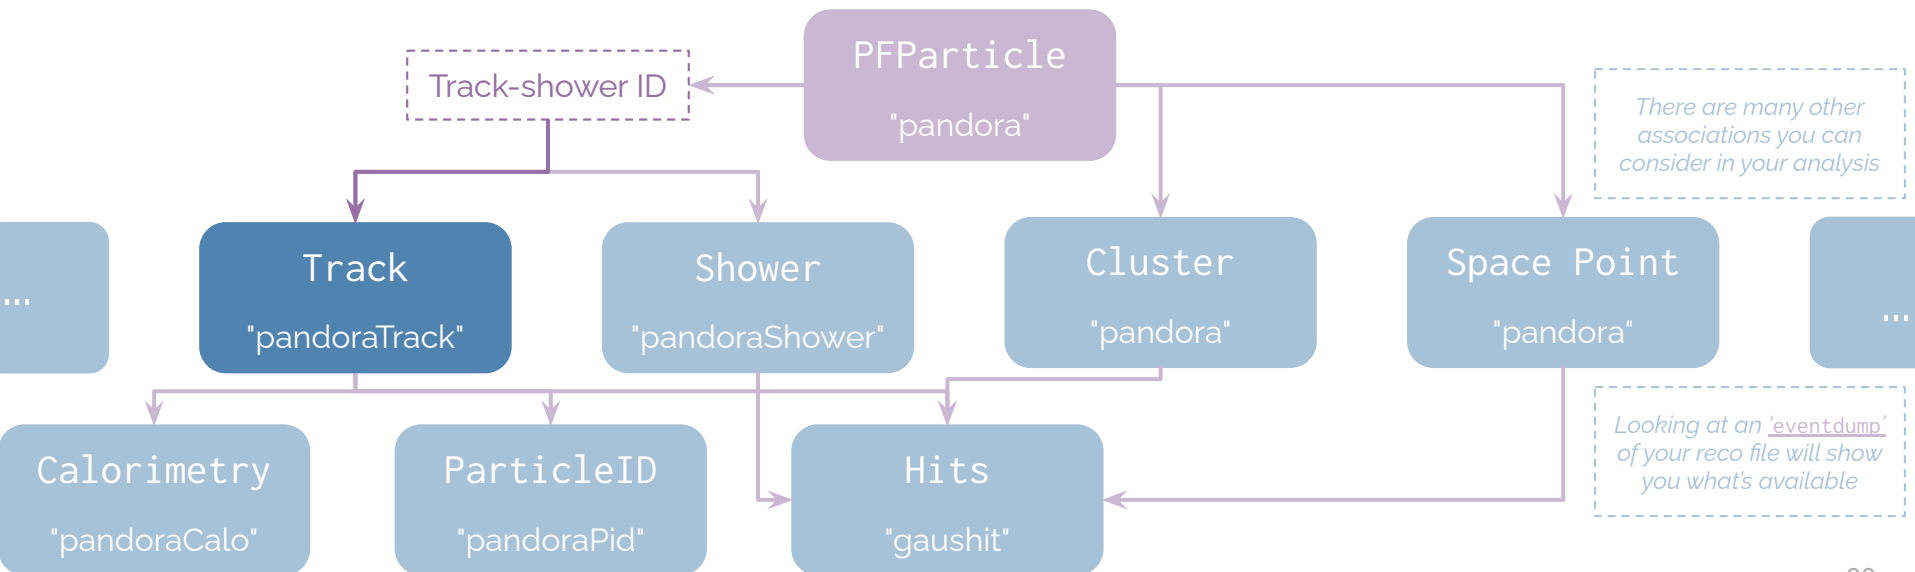 PFParticle
"pandora"
Track-shower ID
There are many other
associations you can
consider in your analysis
...
Track
"pandoraTrack"
Shower
"pandoraShower"
Cluster
"pandora"
Space Point
"pandora"
...
Calorimetry
"pandoraCalo"
ParticleID
"pandoraPid"
Hits
"gaushit"
Looking at an 'eventdump'
of your reco file will show
you what's available